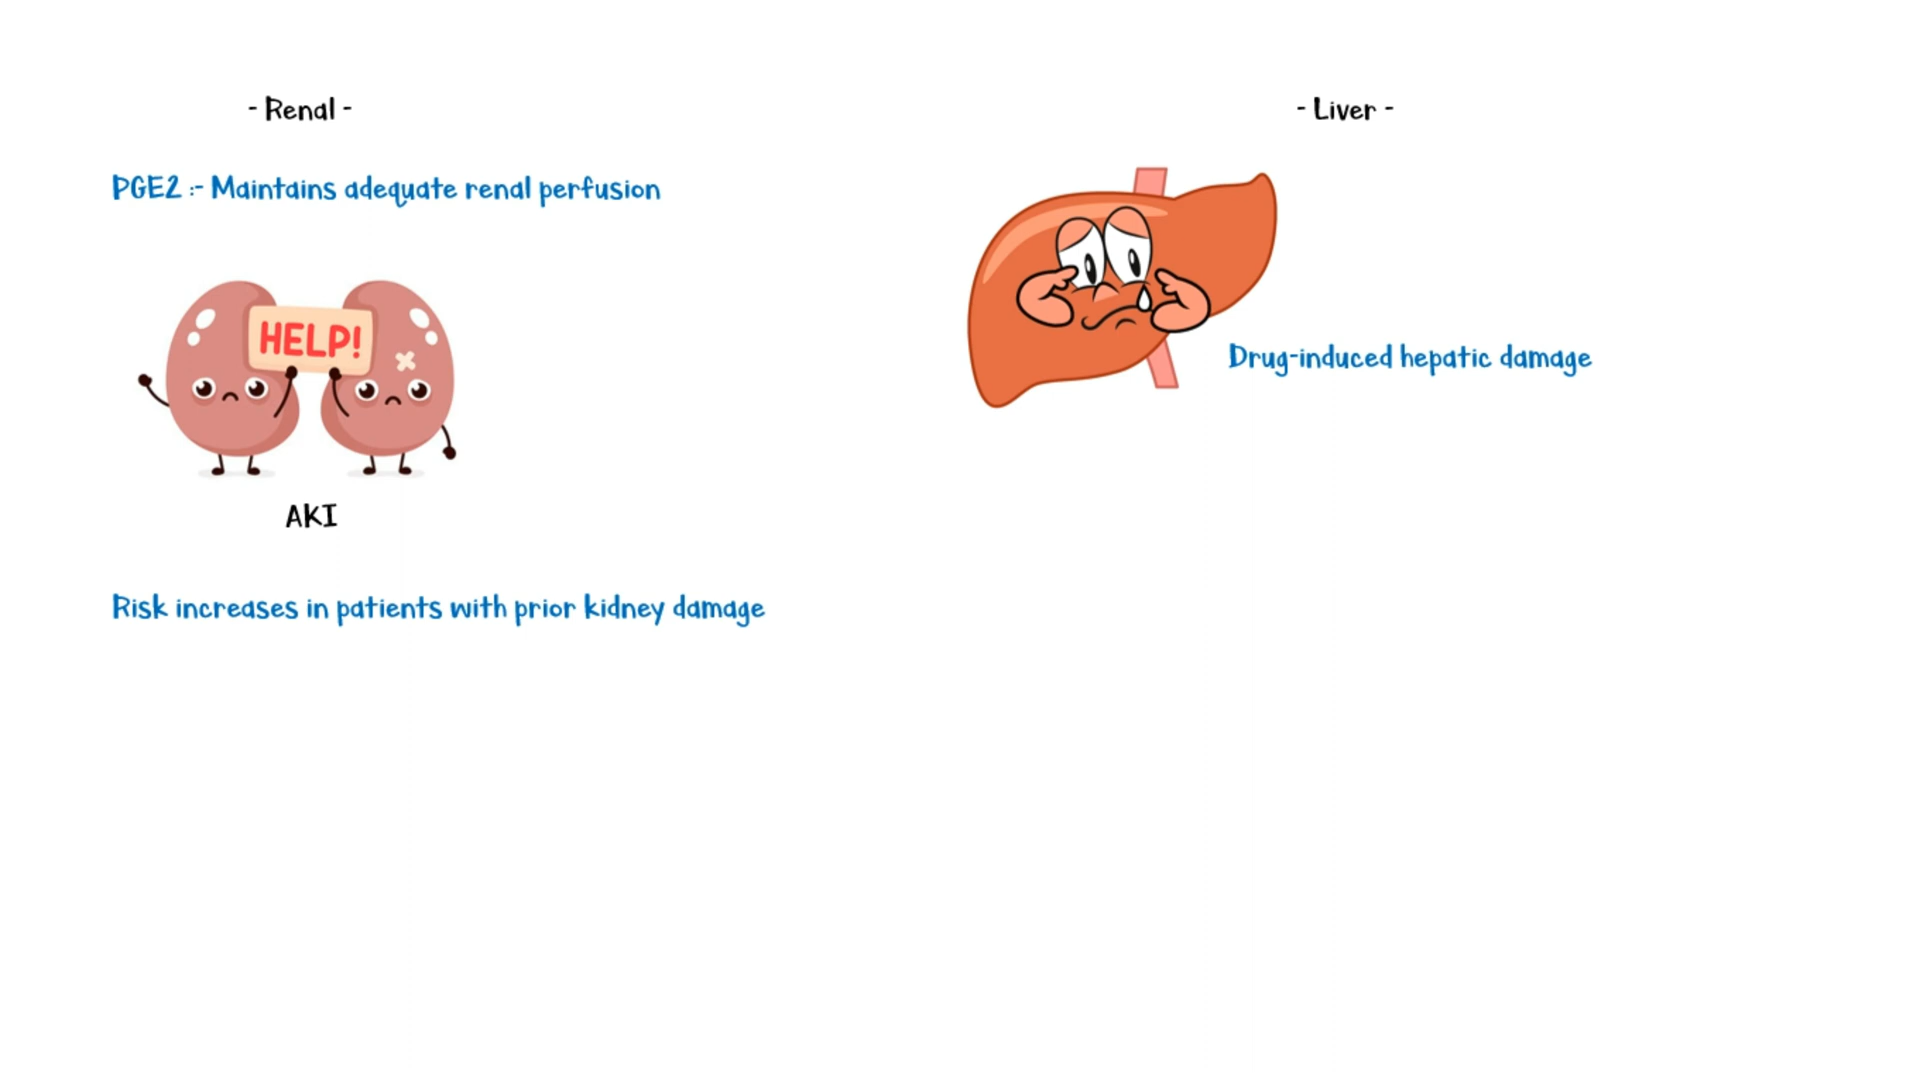 - Renal -
PGE2 :- Maintains adequate renal perfusion
HELP!
AKI
Risk increases in patients with prior kidney damage
- Liver -
Drug-induced hepatic damage